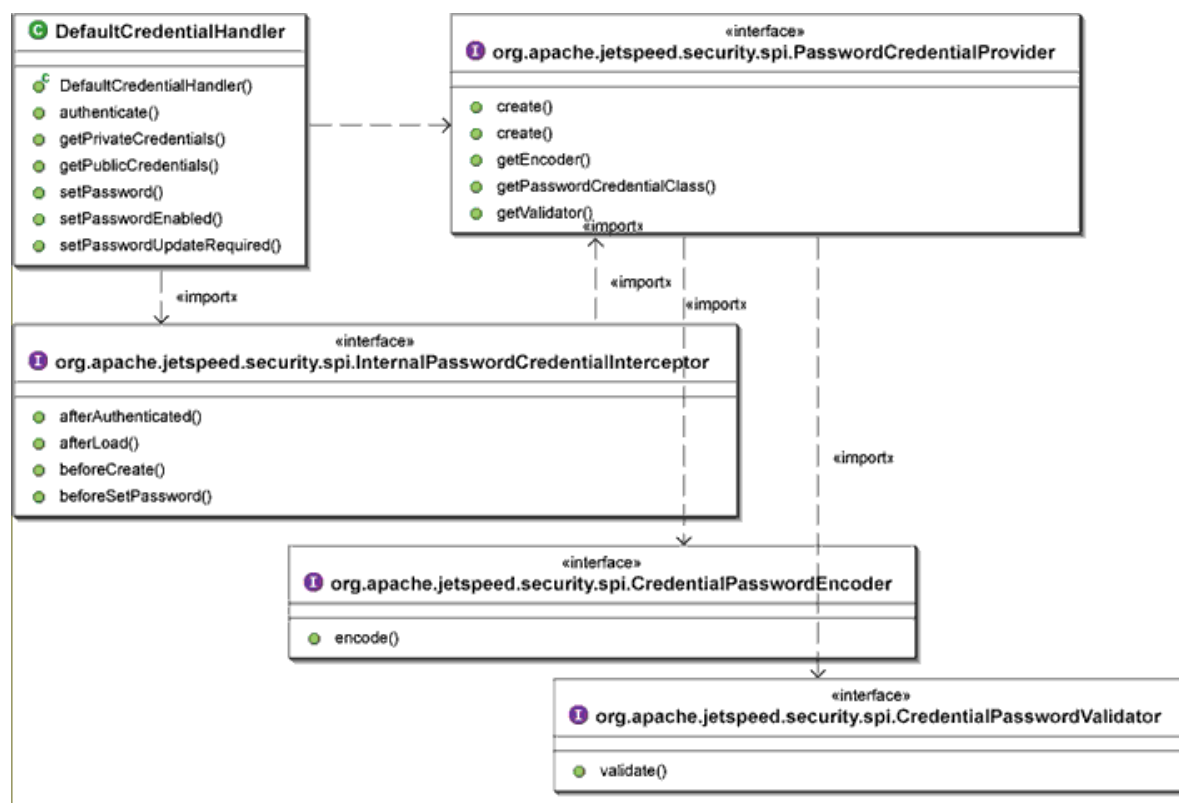 DefaultCredentialHandler
DefaultCredentialHandler()
authenticate()
getPrivateCredentials()
getPublicCredentials()
setPassword()
setPasswordEnabled()
setPasswordUpdateRequired()
«interface»
org.apache.jetspeed.security.spi.PasswordCredentialProvider
create()
create()
getEncoder()
getPasswordCredentialClass()
getValidator()
«import»
«import»
«import»
«import»
«interface»
org.apache.jetspeed.security.spi.InternalPasswordCredentialInterceptor
afterAuthenticated()
afterLoad()
beforeCreate()
beforeSetPassword()
«import»
«interface»
org.apache.jetspeed.security.spi.CredentialPasswordEncoder
encode()
«interface»
org.apache.jetspeed.security.spi.CredentialPasswordValidator
validate()